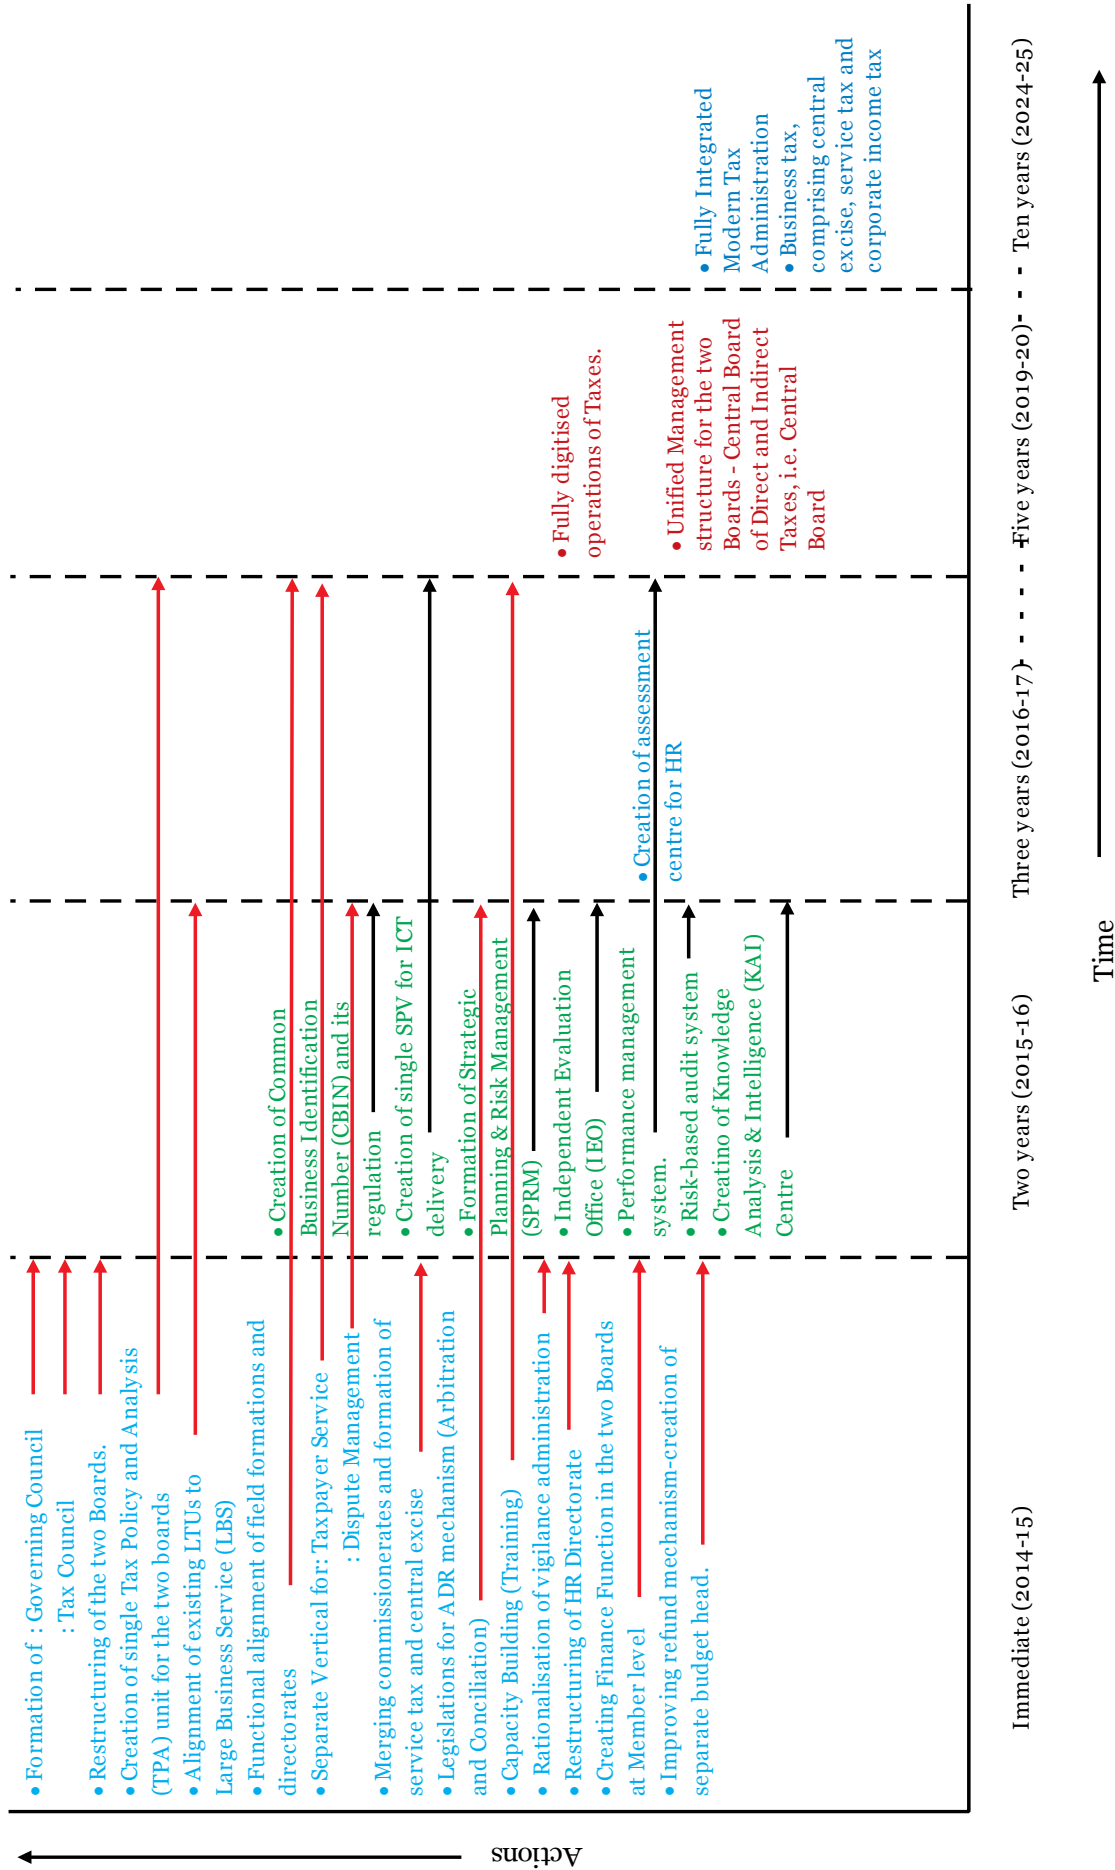 Actions
• Formation of : Governing Council
: Tax Council
• Restructuring of the two Boards.
• Creation of single Tax Policy and Analysis
(TPA) unit for the two boards
• Alignment of existing LTUs to
Large Business Service (LBS)
• Functional alignment of field formations and
directorates
• Separate Vertical for: Taxpayer Service
: Dispute Management
• Merging commissionerates and formation of
service tax and central excise
• Legislations for ADR mechanism (Arbitration
and Conciliation)
• Capacity Building (Training)
• Rationalisation of vigilance administration
• Restructuring of HR Directorate
• Creating Finance Function in the two Boards
at Member level
• Improving refund mechanism-creation of
separate budget head.
• Creation of Common
Business Identification
Number (CBIN) and its
regulation
• Creation of single SPV for ICT
delivery
• Formation of Strategic
Planning & Risk Management
(SPRM)
• Independent Evaluation
Office (IEO)
• Performance management
system.
• Risk-based audit system
• Creatino of Knowledge
Analysis & Intelligence (KAI)
Centre
• Creation of assessment
centre for HR
• Fully digitised
operations of Taxes.
• Unified Management
structure for the two
Boards - Central Board
of Direct and Indirect
Taxes, i.e. Central
Board
• Fully Integrated
Modern Tax
Administration
• Business tax,
comprising central
excise, service tax and
corporate income tax
Immediate (2014-15)
Two years (2015-16)
Three years (2016-17)
Five years (2019-20)
Ten years (2024-25)
Time